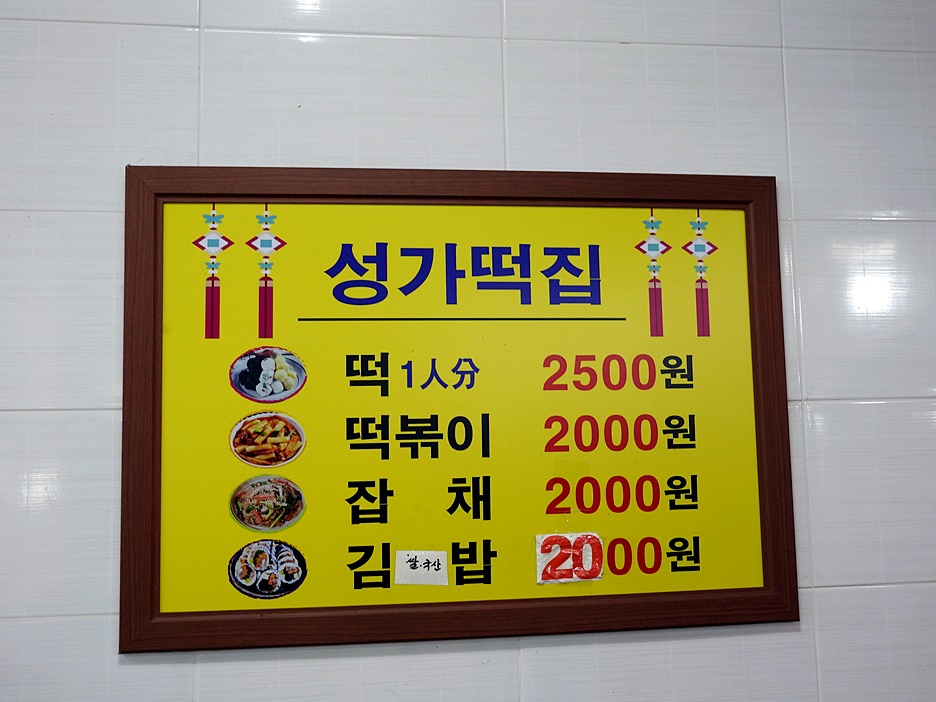 성가떡집
떡 1人分 2500원
떡볶이 2000원
잡 채 2000원
김 쌀.국산 밥 2000원